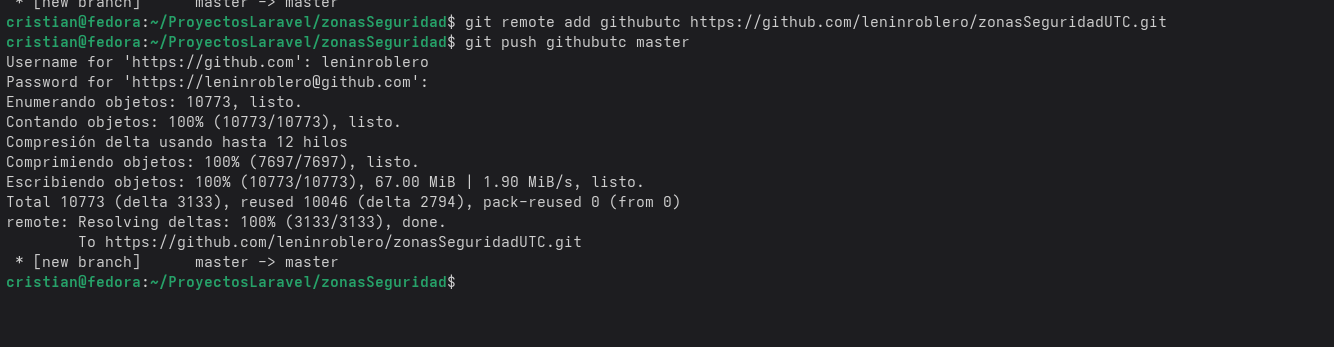 * [new branch]      master -> master
cristian@fedora:~/ProyectosLaravel/zonasSeguridad$ git remote add githubutc https://github.com/leninroblero/zonasSeguridadUTC.git
cristian@fedora:~/ProyectosLaravel/zonasSeguridad$ git push githubutc master
Username for 'https://github.com': leninroblero
Password for 'https://leninroblero@github.com':
Enumerando objetos: 10773, listo.
Contando objetos: 100% (10773/10773), listo.
Compresión delta usando hasta 12 hilos
Comprimiendo objetos: 100% (7697/7697), listo.
Escribiendo objetos: 100% (10773/10773), 67.00 MiB | 1.90 MiB/s, listo.
Total 10773 (delta 3133), reused 10046 (delta 2794), pack-reused 0 (from 0)
remote: Resolving deltas: 100% (3133/3133), done.
To https://github.com/leninroblero/zonasSeguridadUTC.git
* [new branch]      master -> master
cristian@fedora:~/ProyectosLaravel/zonasSeguridad$